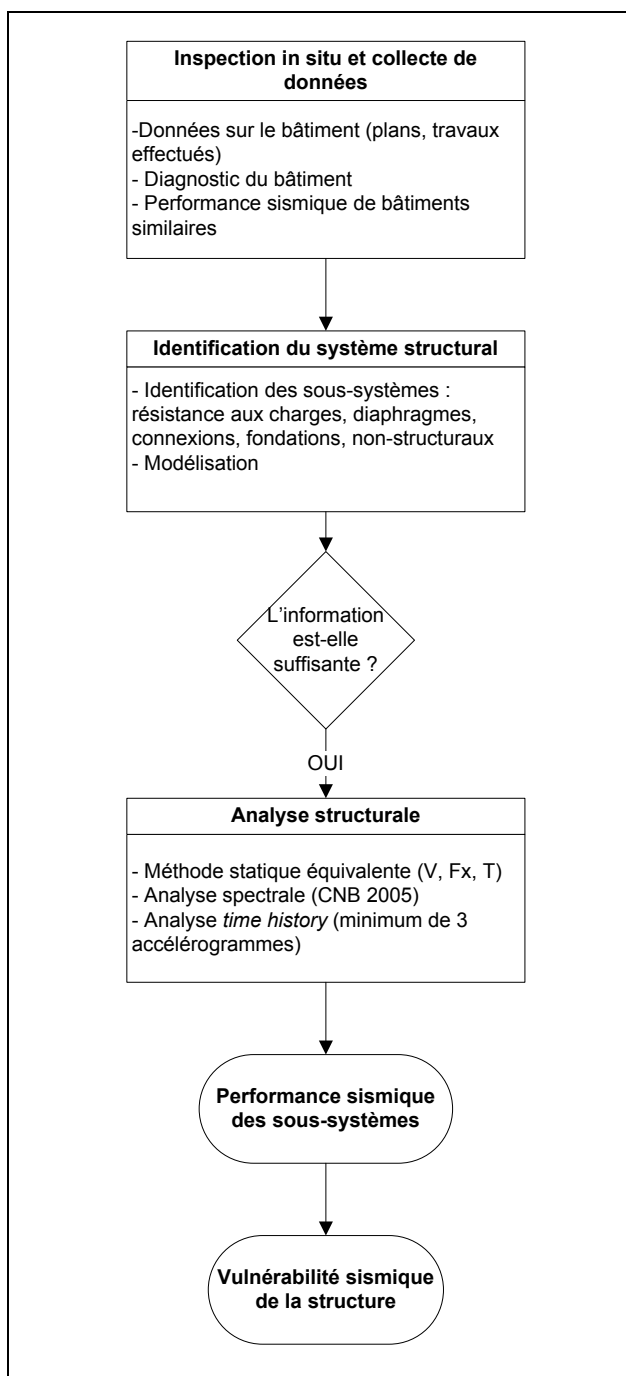 Inspection in situ et collecte de
données
-Données sur le bâtiment (plans, travaux
effectués)
- Diagnostic du bâtiment
- Performance sismique de bâtiments
similaires
Identification du système structural
- Identification des sous-systèmes :
résistance aux charges, diaphragmes,
connexions, fondations, non-structuraux
- Modélisation
L'information
est-elle
suffisante ?
OUI
Analyse structurale
- Méthode statique équivalente (V, Fx, T)
- Analyse spectrale (CNB 2005)
- Analyse time history (minimum de 3
accélérogrammes)
Performance sismique
des sous-systèmes
Vulnérabilité sismique
de la structure